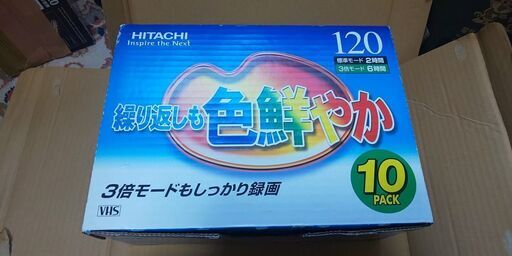 HITACHI
Inspire the Next
120
標準モード 2時間
3倍モード 6時間
繰り返しも色鮮やか
3倍モードもしっかり録画
10
PACK
VHS